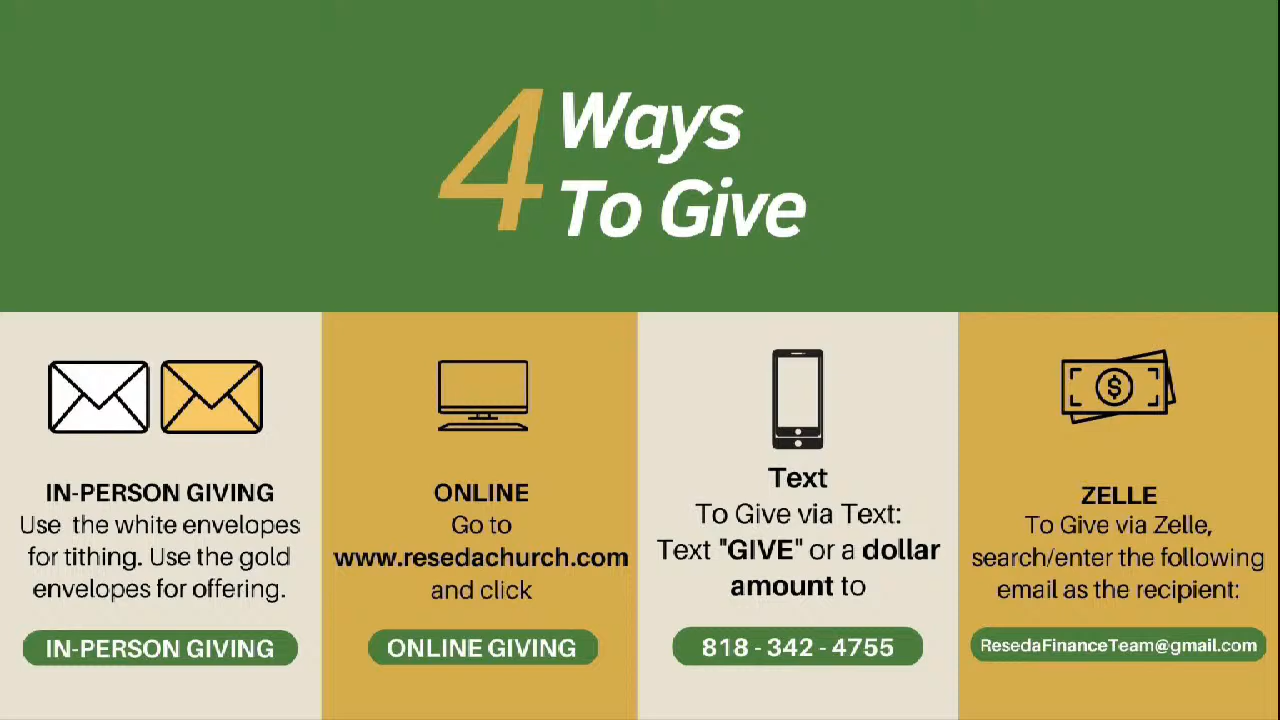 4 Ways
To Give
IN-PERSON GIVING
Use the white envelopes
for tithing. Use the gold
envelopes for offering.
IN-PERSON GIVING
ONLINE
Go to
www.resedachurch.com
and click
ONLINE GIVING
Text
To Give via Text:
Text "GIVE" or a dollar
amount to
818 - 342 - 4755
$
ZELLE
To Give via Zelle,
search/enter the following
email as the recipient:
ResedaFinanceTeam@gmail.com